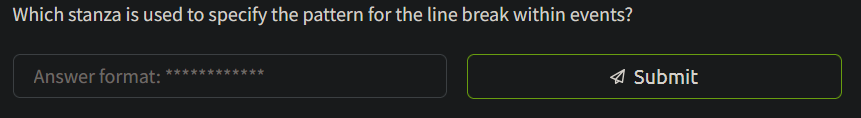 Which stanza is used to specify the pattern for the line break within events?
Answer format: ************
Submit